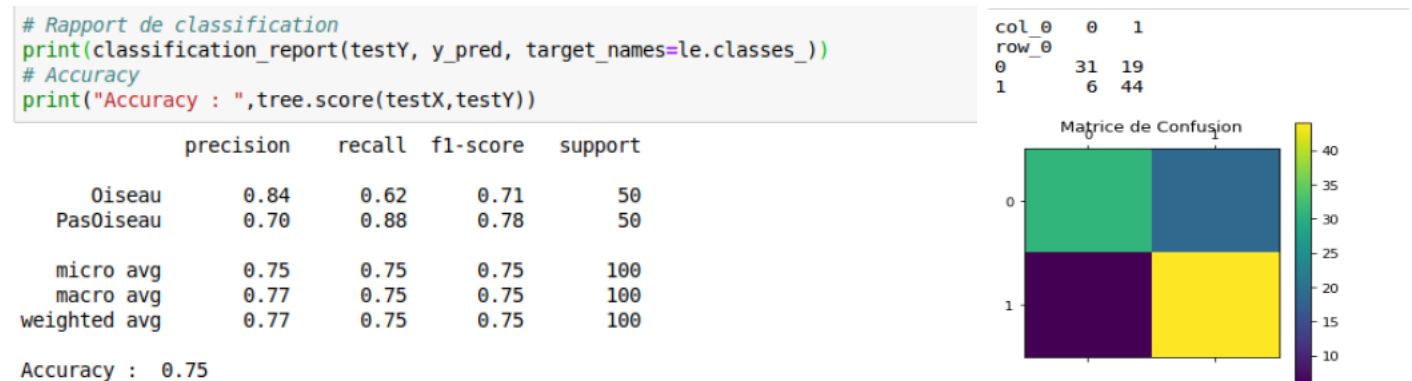 # Rapport de classification
print(classification_report(testY, y_pred, target_names=le.classes_))
# Accuracy
print("Accuracy : ",tree.score(testX,testY))
precision recall f1-score support
Oiseau 0.84 0.62 0.71 50
PasOiseau 0.70 0.88 0.78 50
micro avg 0.75 0.75 0.75 100
macro avg 0.77 0.75 0.75 100
weighted avg 0.77 0.75 0.75 100
Accuracy : 0.75
col_0 0 1
row_0
0 31 19
1 6 44
Matrice de Confusion
0 1
0
1
40
35
30
25
20
15
10